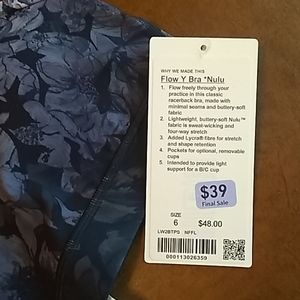 WHY WE MADE THIS
Flow Y Bra *Nulu
1. Flow freely through your
practice in this classic
racerback bra, made with
minimal seams and buttery-soft
fabric
2. Lightweight, buttery-soft Nulu™
fabric is sweat-wicking and
four-way stretch
3. Added Lycra® fibre for stretch
and shape retention
4. Pockets for optional, removable
cups
5. Intended to provide light
support for a B/C cup
$39
Final Sale
SIZE
6
$48.00
LW2BTPS NFFL
000113026359